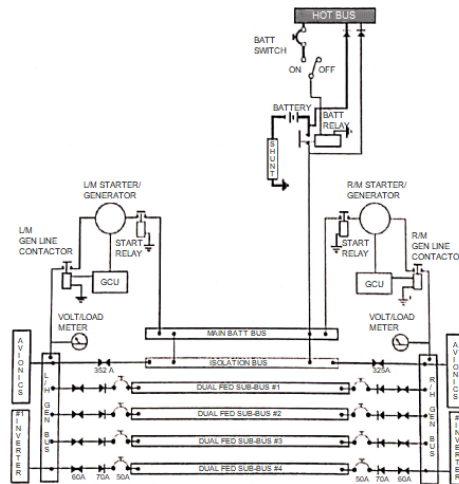 HOT BUS
BATT
SWITCH
ON
OFF
BATTERY
BATT
RELAY
SHUNT
L/M STARTER/
GENERATOR
R/M STARTER/
GENERATOR
L/M
GEN LINE
CONTACTOR
START
RELAY
START
RELAY
R/M
GEN LINE
CONTACTOR
GCU
GCU
VOLT/LOAD
METER
VOLT/LOAD
METER
MAIN BATT BUS
ISOLATION BUS
AVIONICS
352 A
325A
AVIONICS
L/H GEN BUS
R/H GEN BUS
DUAL FED SUB-BUS #1
DUAL FED SUB-BUS #2
DUAL FED SUB-BUS #3
DUAL FED SUB-BUS #4
#1 INVERTER
#INVERTER
60A
70A
50A
50A
70A
60A